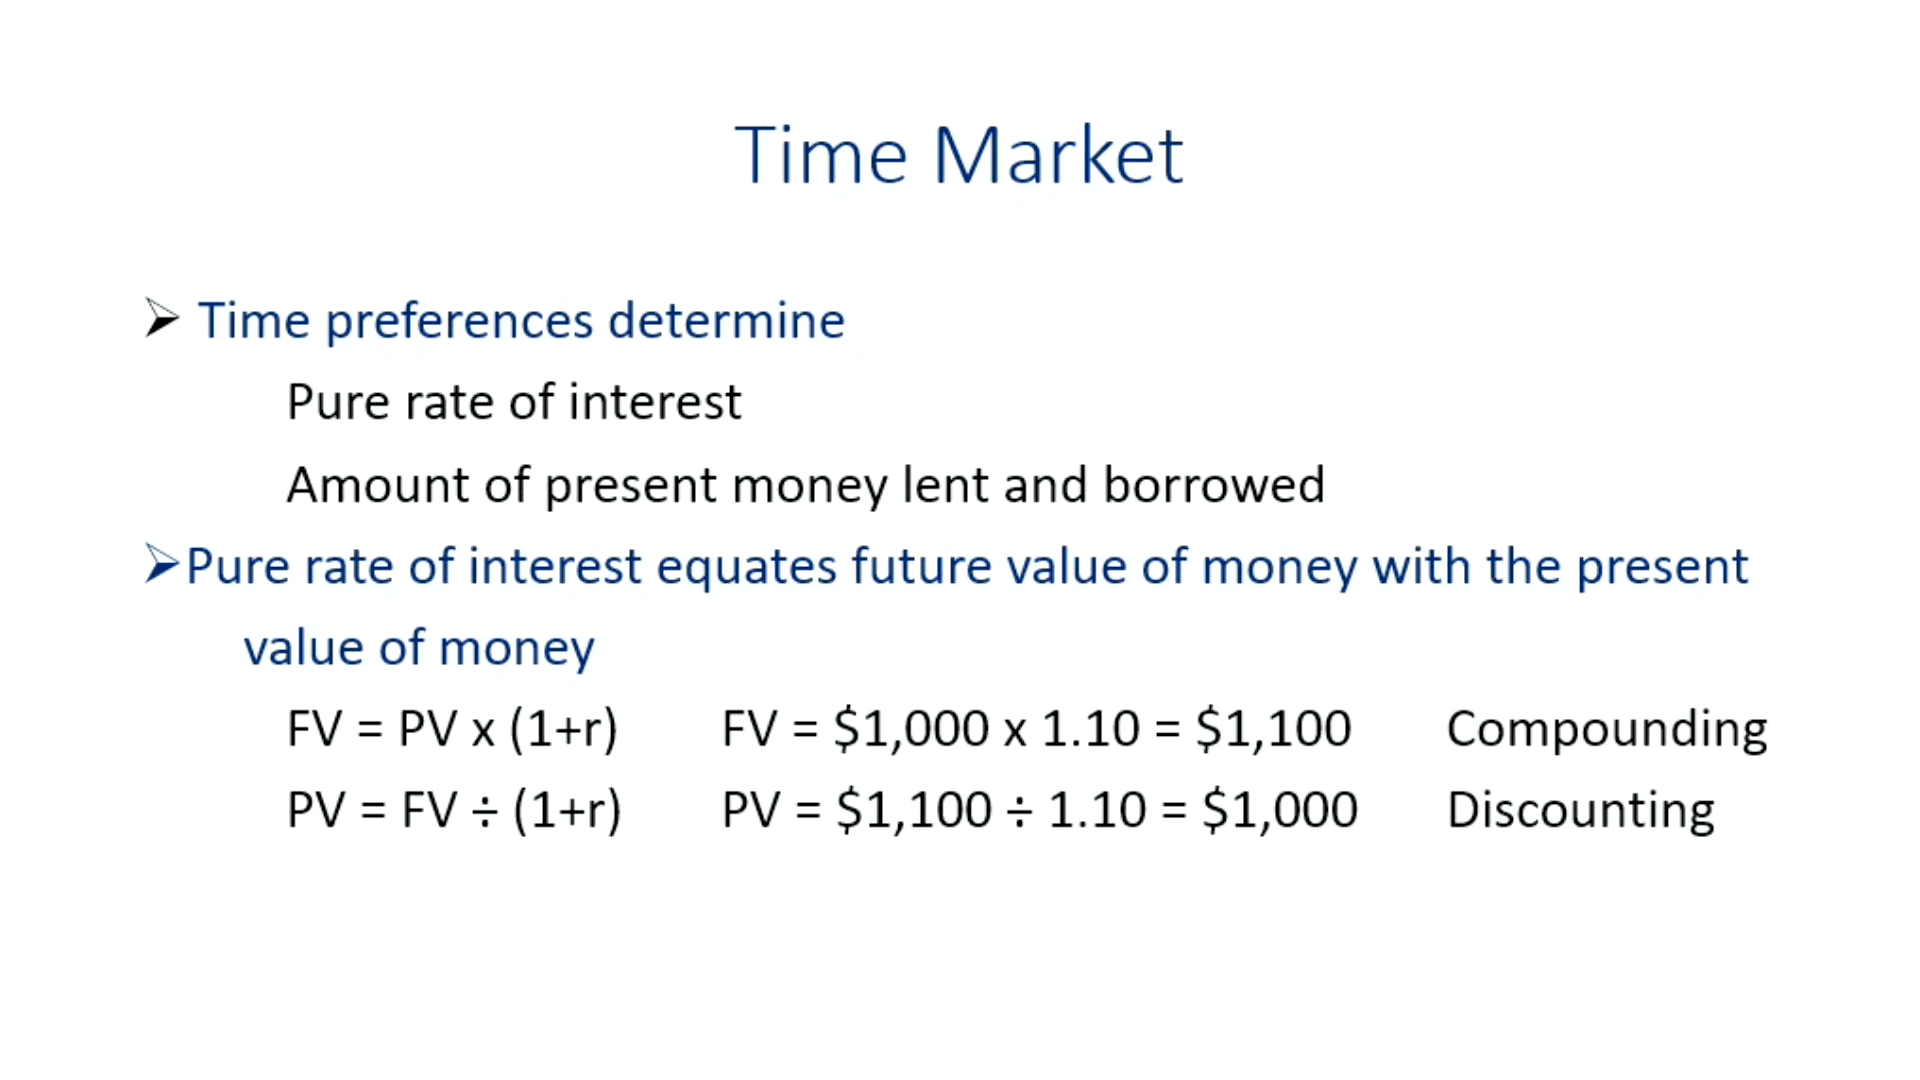 Time Market
➢ Time preferences determine
Pure rate of interest
Amount of present money lent and borrowed
➢Pure rate of interest equates future value of money with the present
value of money
FV = PV x (1+r) FV = $1,000 x 1.10 = $1,100 Compounding
PV = FV ÷ (1+r) PV = $1,100 ÷ 1.10 = $1,000 Discounting